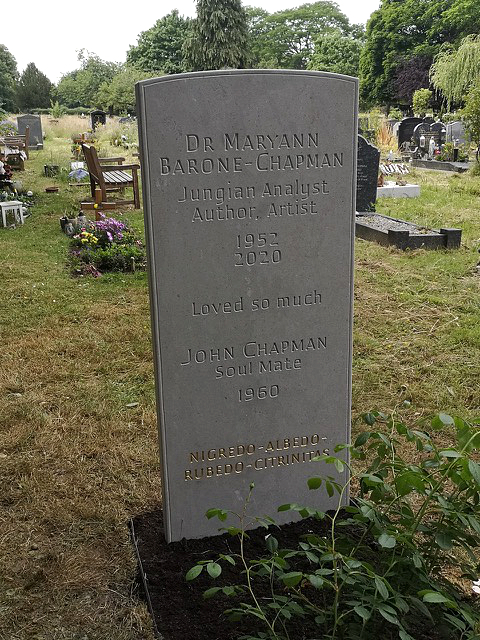 Dr Maryann
Barone-Chapman
Jungian Analyst
Author, Artist
1952
2020
Loved so much
John Chapman
Soul Mate
1960
NIGREDO-ALBEDO-
RUBEDO-CITRINITAS